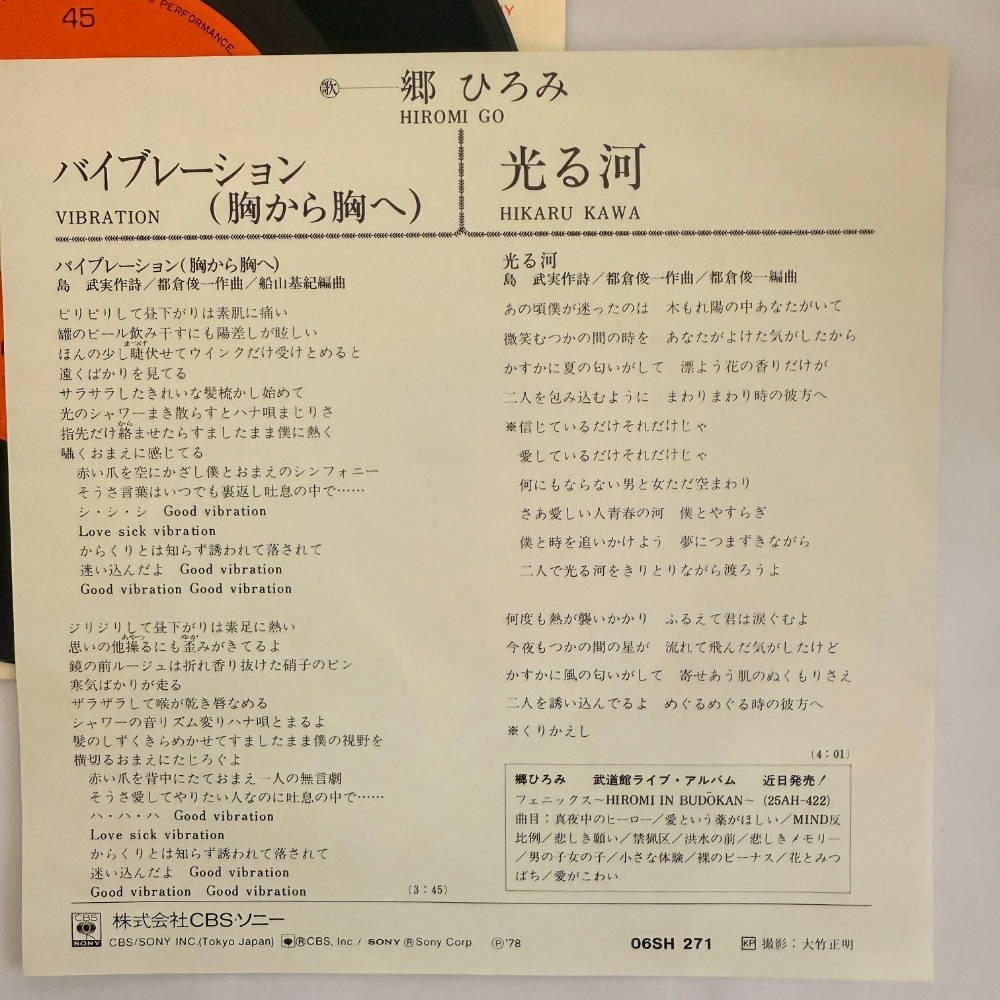 45
PERFORMANCE.
歌 郷 ひろみ
HIROMI GO
バイブレーション
(胸から胸へ)
VIBRATION
光る河
HIKARU KAWA
バイブレーション(胸から胸へ)
島 武実作詩/都倉俊一作曲/船山基紀編曲
ピリピリして昼下がりは素肌に痛い
罐のビール飲み干すにも陽差しが眩しい
ほんの少し睫伏せてウインクだけ受けとめると
まつげ
遠くばかりを見てる
サラサラしたきれいな髪梳かし始めて
光のシャワーまき散らすとハナ唄まじりさ
指先だけ絡ませたらすましたまま僕に熱く
から
囁くおまえに感じてる
赤い爪を空にかざし僕とおまえのシンフォニー
そうさ言葉はいつでも裏返し吐息の中で……
シ・シ・シ Good vibration
Love sick vibration
からくりとは知らず誘われて落されて
迷い込んだよ Good vibration
Good vibration Good vibration
ジリジリして昼下がりは素足に熱い
思いの他操るにも歪みがきてるよ
あやつ ゆが
鏡の前ルージュは折れ香り抜けた硝子のビン
寒気ばかりが走る
ザラザラして喉が乾き唇なめる
シャワーの音リズム変りハナ唄とまるよ
髪のしずくきらめかせてすましたまま僕の視野を
横切るおまえにたじろぐよ
赤い爪を背中にたておまえ一人の無言劇
そうさ愛してやりたい人なのに吐息の中で……
ハ・ハ・ハ Good vibration
Love sick vibration
からくりとは知らず誘われて落されて
迷い込んだよ Good vibration
Good vibration Good vibration
(3:45)
光る河
島 武実作詩/都倉俊一作曲/都倉俊一編曲
あの頃僕が迷ったのは 木もれ陽の中あなたがいて
微笑むつかの間の時を あなたがよけた気がしたから
かすかに夏の匂いがして 漂よう花の香りだけが
二人を包み込むように まわりまわり時の彼方へ
※信じているだけそれだけじゃ
愛しているだけそれだけじゃ
何にもならない男と女ただ空まわり
さあ愛しい人青春の河 僕とやすらぎ
僕と時を追いかけよう 夢につまずきながら
二人で光る河をきりとりながら渡ろうよ
何度も熱が襲いかかり ふるえて君は涙ぐむよ
今夜もつかの間の星が 流れて飛んだ気がしたけど
かすかに風の匂いがして 寄せあう肌のぬくもりさえ
二人を誘い込んでるよ めぐるめぐる時の彼方へ
※くりかえし
(4:01)
郷ひろみ 武道館ライブ・アルバム 近日発売!
フェニックス〜HIROMI IN BUDŌKAN〜 (25AH-422)
曲目:真夜中のヒーロー/愛という薬がほしい/MIND反
比例/悲しき願い/禁猟区/洪水の前/悲しきメモリー
/男の子女の子/小さな体験/裸のビーナス/花とみつ
ばち/愛がこわい
CBS
SONY
株式会社CBS・ソニー
CBS/SONY INC.(Tokyo Japan) ®CBS, Inc./ SONY ®Sony Corp. ℗'78
06SH 271
KP 撮影:大竹正明